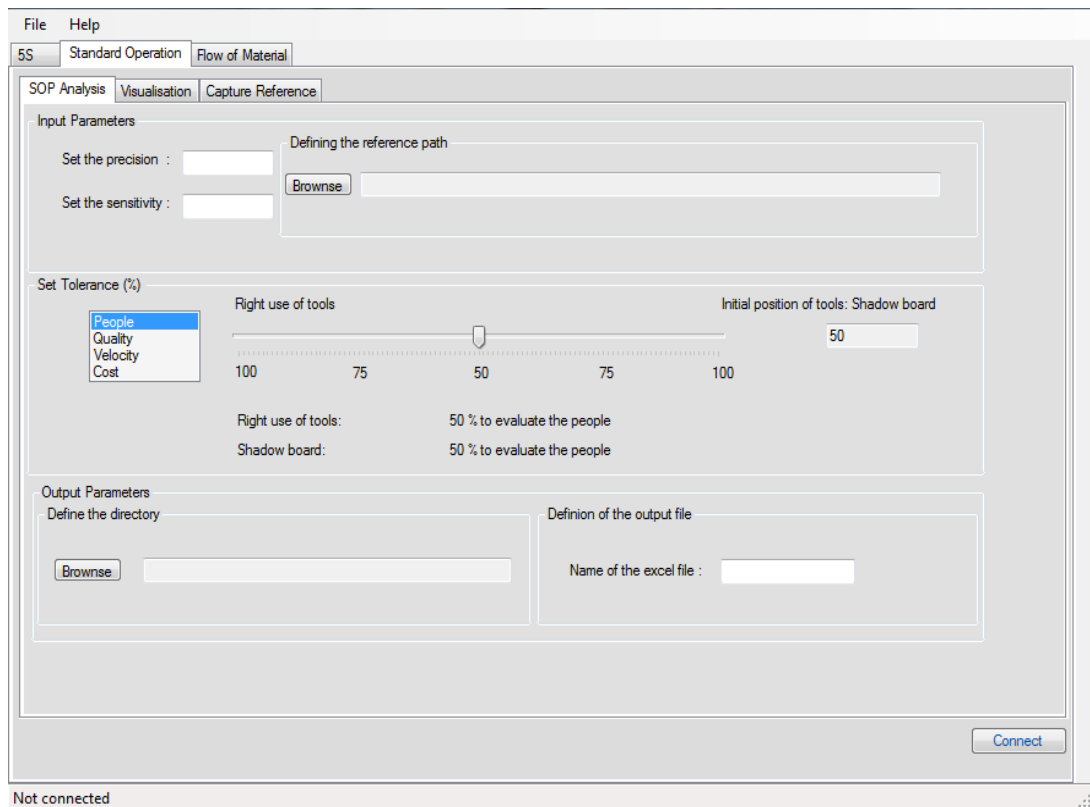 File Help
5S Standard Operation Flow of Material
SOP Analysis Visualisation Capture Reference
Input Parameters
Defining the reference path
Set the precision :
Brownse
Set the sensitivity :
Set Tolerance (%)
Right use of tools Initial position of tools: Shadow board
People
Quality
Velocity
Cost
50
100 75 50 75 100
Right use of tools: 50 % to evaluate the people
Shadow board: 50 % to evaluate the people
Output Parameters
Define the directory Definion of the output file
Brownse Name of the excel file :
Connect
Not connected